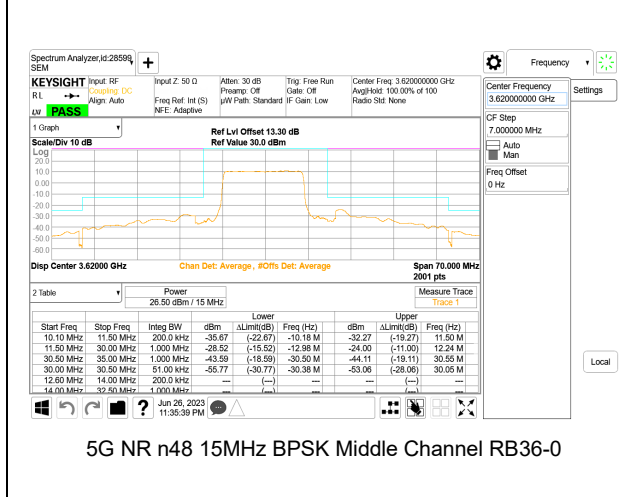 Spectrum Analyzer,id:28599,
SEM
Frequency
KEYSIGHT
RL
LXI PASS
Input: RF
Coupling: DC
Align: Auto
Input Z: 50 Ω
Freq Ref: Int (S)
NFE: Adaptive
Atten: 30 dB
Preamp: Off
µW Path: Standard
Trig: Free Run
Gate: Off
IF Gain: Low
Center Freq: 3.620000000 GHz
Avg|Hold: 100.00% of 100
Radio Std: None
Center Frequency
3.620000000 GHz
Settings
CF Step
7.000000 MHz
Auto
Man
Freq Offset
0 Hz
1 Graph
Scale/Div 10 dB
Ref Lvl Offset 13.30 dB
Ref Value 30.0 dBm
Log
20.0
10.0
0.00
-10.0
-20.0
-30.0
-40.0
-50.0
-60.0
Disp Center 3.62000 GHz
Chan Det: Average, #Offs Det: Average
Span 70.000 MHz
2001 pts
2 Table
Power
26.50 dBm / 15 MHz
Measure Trace
Trace 1
Lower Upper
Start Freq Stop Freq Integ BW dBm ΔLimit(dB) Freq (Hz) dBm ΔLimit(dB) Freq (Hz)
10.10 MHz 11.50 MHz 200.0 kHz -35.67 (-22.67) -10.18 M -32.27 (-19.27) 11.50 M
11.50 MHz 30.00 MHz 1.000 MHz -28.52 (-15.52) -12.98 M -24.00 (-11.00) 12.24 M
30.50 MHz 35.00 MHz 1.000 MHz -43.59 (-18.59) -30.50 M -44.11 (-19.11) 30.55 M
30.00 MHz 30.50 MHz 51.00 kHz -55.77 (-30.77) -30.38 M -53.06 (-28.06) 30.05 M
12.60 MHz 14.00 MHz 200.0 kHz --- (---) --- --- (---) ---
14.00 MHz 32.50 MHz 1.000 MHz --- (---) --- --- (---) ---
Local
?
Jun 26, 2023
11:35:39 PM
5G NR n48 15MHz BPSK Middle Channel RB36-0